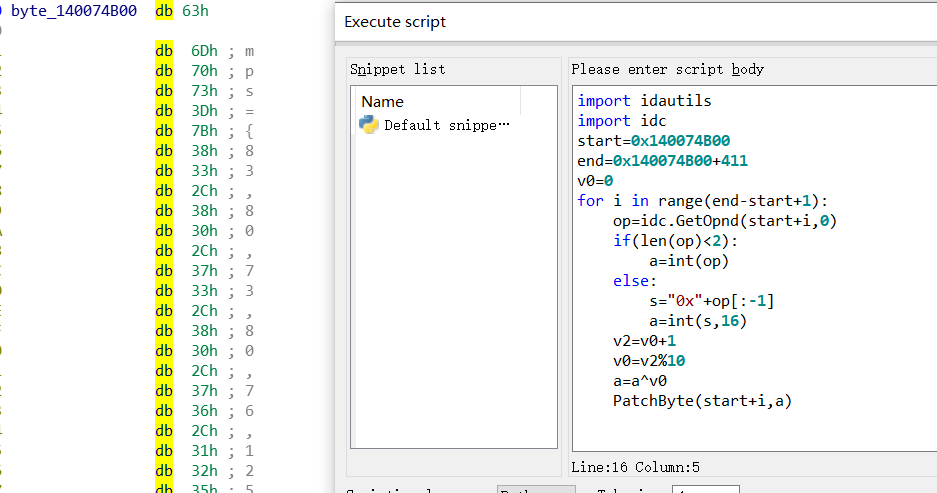 byte_140074B00 db 63h
db 6Dh ; m
db 70h ; p
db 73h ; s
db 3Dh ; =
db 7Bh ; {
db 38h ; 8
db 33h ; 3
db 2Ch ; ,
db 38h ; 8
db 30h ; 0
db 2Ch ; ,
db 37h ; 7
db 33h ; 3
db 2Ch ; ,
db 38h ; 8
db 30h ; 0
db 2Ch ; ,
db 37h ; 7
db 36h ; 6
db 2Ch ; ,
db 31h ; 1
db 32h ; 2
db 35h ; 5
Execute script
Snippet list
Name
Default snippe…
Please enter script body
import idautils
import idc
start=0x140074B00
end=0x140074B00+411
v0=0
for i in range(end-start+1):
    op=idc.GetOpnd(start+i,0)
    if(len(op)<2):
        a=int(op)
    else:
        s="0x"+op[:-1]
        a=int(s,16)
    v2=v0+1
    v0=v2%10
    a=a^v0
    PatchByte(start+i,a)
Line:16 Column:5